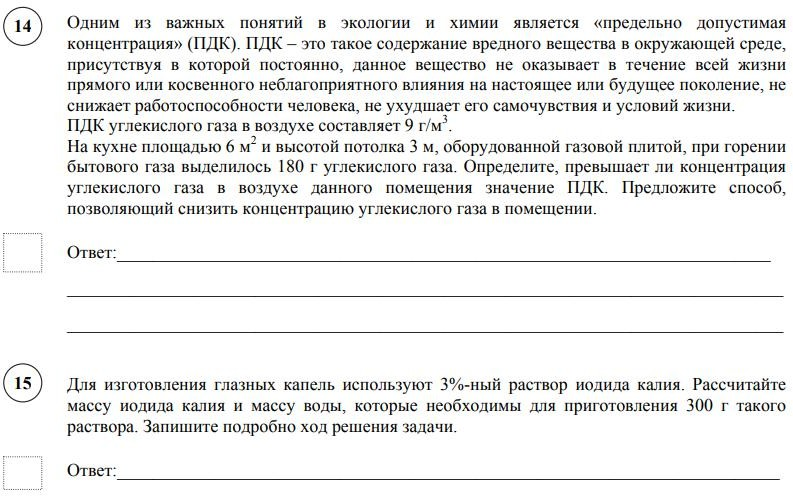 14
Одним из важных понятий в экологии и химии является «предельно допустимая
концентрация» (ПДК). ПДК – это такое содержание вредного вещества в окружающей среде,
присутствуя в которой постоянно, данное вещество не оказывает в течение всей жизни
прямого или косвенного неблагоприятного влияния на настоящее или будущее поколение, не
снижает работоспособности человека, не ухудшает его самочувствия и условий жизни.
ПДК углекислого газа в воздухе составляет 9 г/м³.
На кухне площадью 6 м² и высотой потолка 3 м, оборудованной газовой плитой, при горении
бытового газа выделилось 180 г углекислого газа. Определите, превышает ли концентрация
углекислого газа в воздухе данного помещения значение ПДК. Предложите способ,
позволяющий снизить концентрацию углекислого газа в помещении.
Ответ:
15
Для изготовления глазных капель используют 3%-ный раствор иодида калия. Рассчитайте
массу иодида калия и массу воды, которые необходимы для приготовления 300 г такого
раствора. Запишите подробно ход решения задачи.
Ответ: